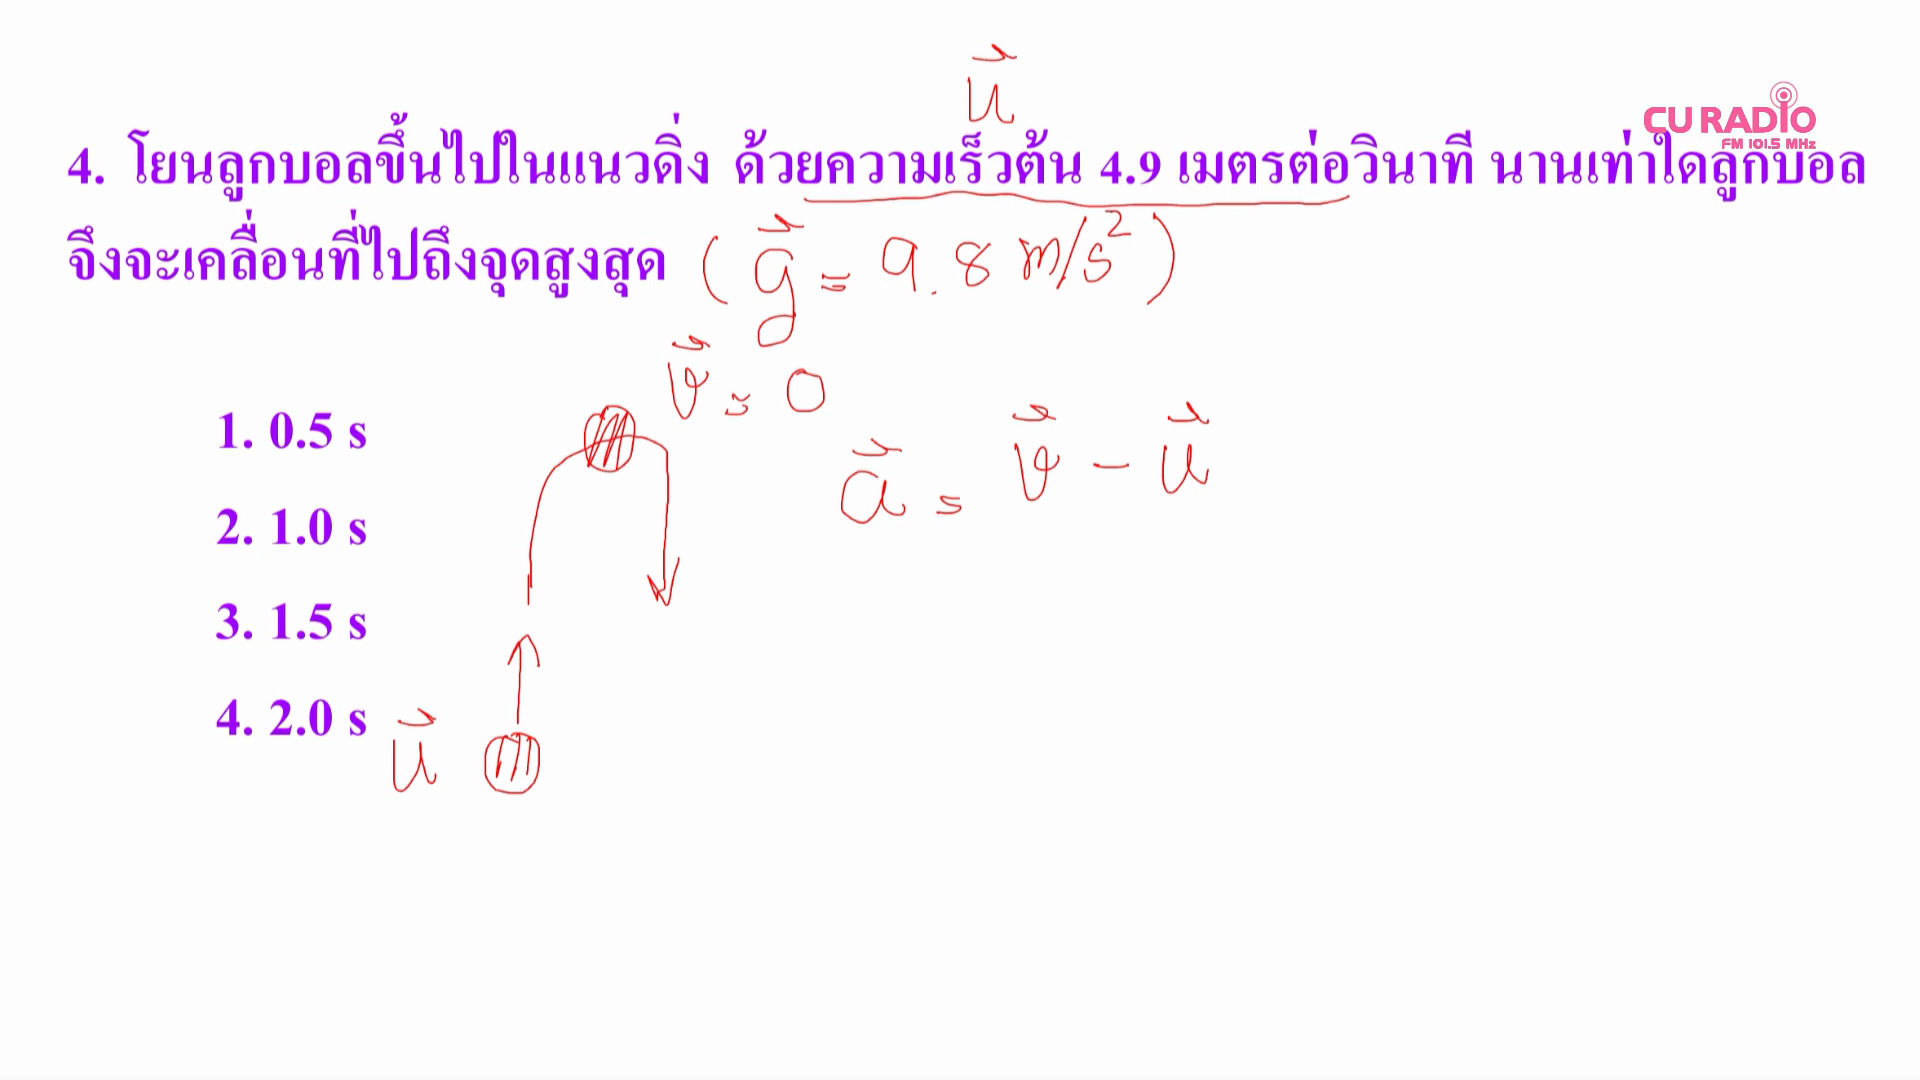 u⃗
CU RADIO
FM 101.5 MHz
4. โยนลูกบอลขึ้นไปในแนวดิ่ง ด้วยความเร็วต้น 4.9 เมตรต่อวินาที นานเท่าใดลูกบอล
จึงจะเคลื่อนที่ไปถึงจุดสูงสุด (g⃗ = 9.8 m/s²)
v⃗ = 0
1. 0.5 s
a⃗ = v⃗ - u⃗
2. 1.0 s
3. 1.5 s
4. 2.0 s
u⃗